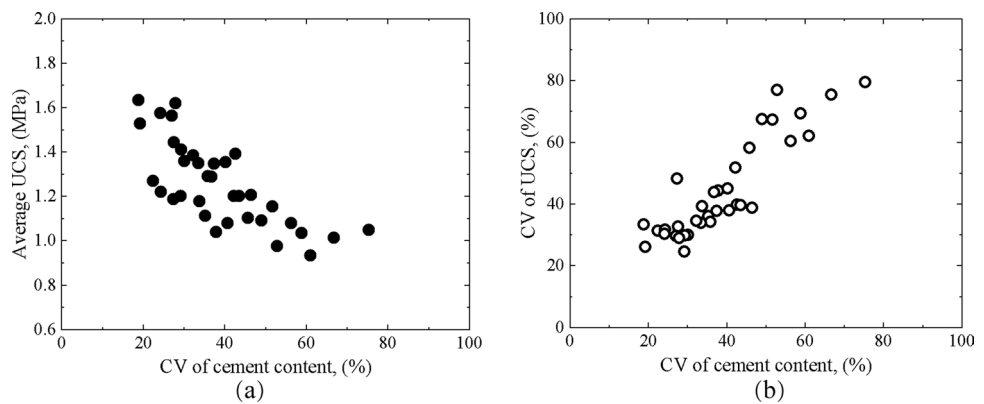 2.0
1.8
1.6
1.4
1.2
1.0
0.8
0.6
Average UCS, (MPa)
0 20 40 60 80 100
CV of cement content, (%)
(a)
100
80
60
40
20
0
CV of UCS, (%)
0 20 40 60 80 100
CV of cement content, (%)
(b)